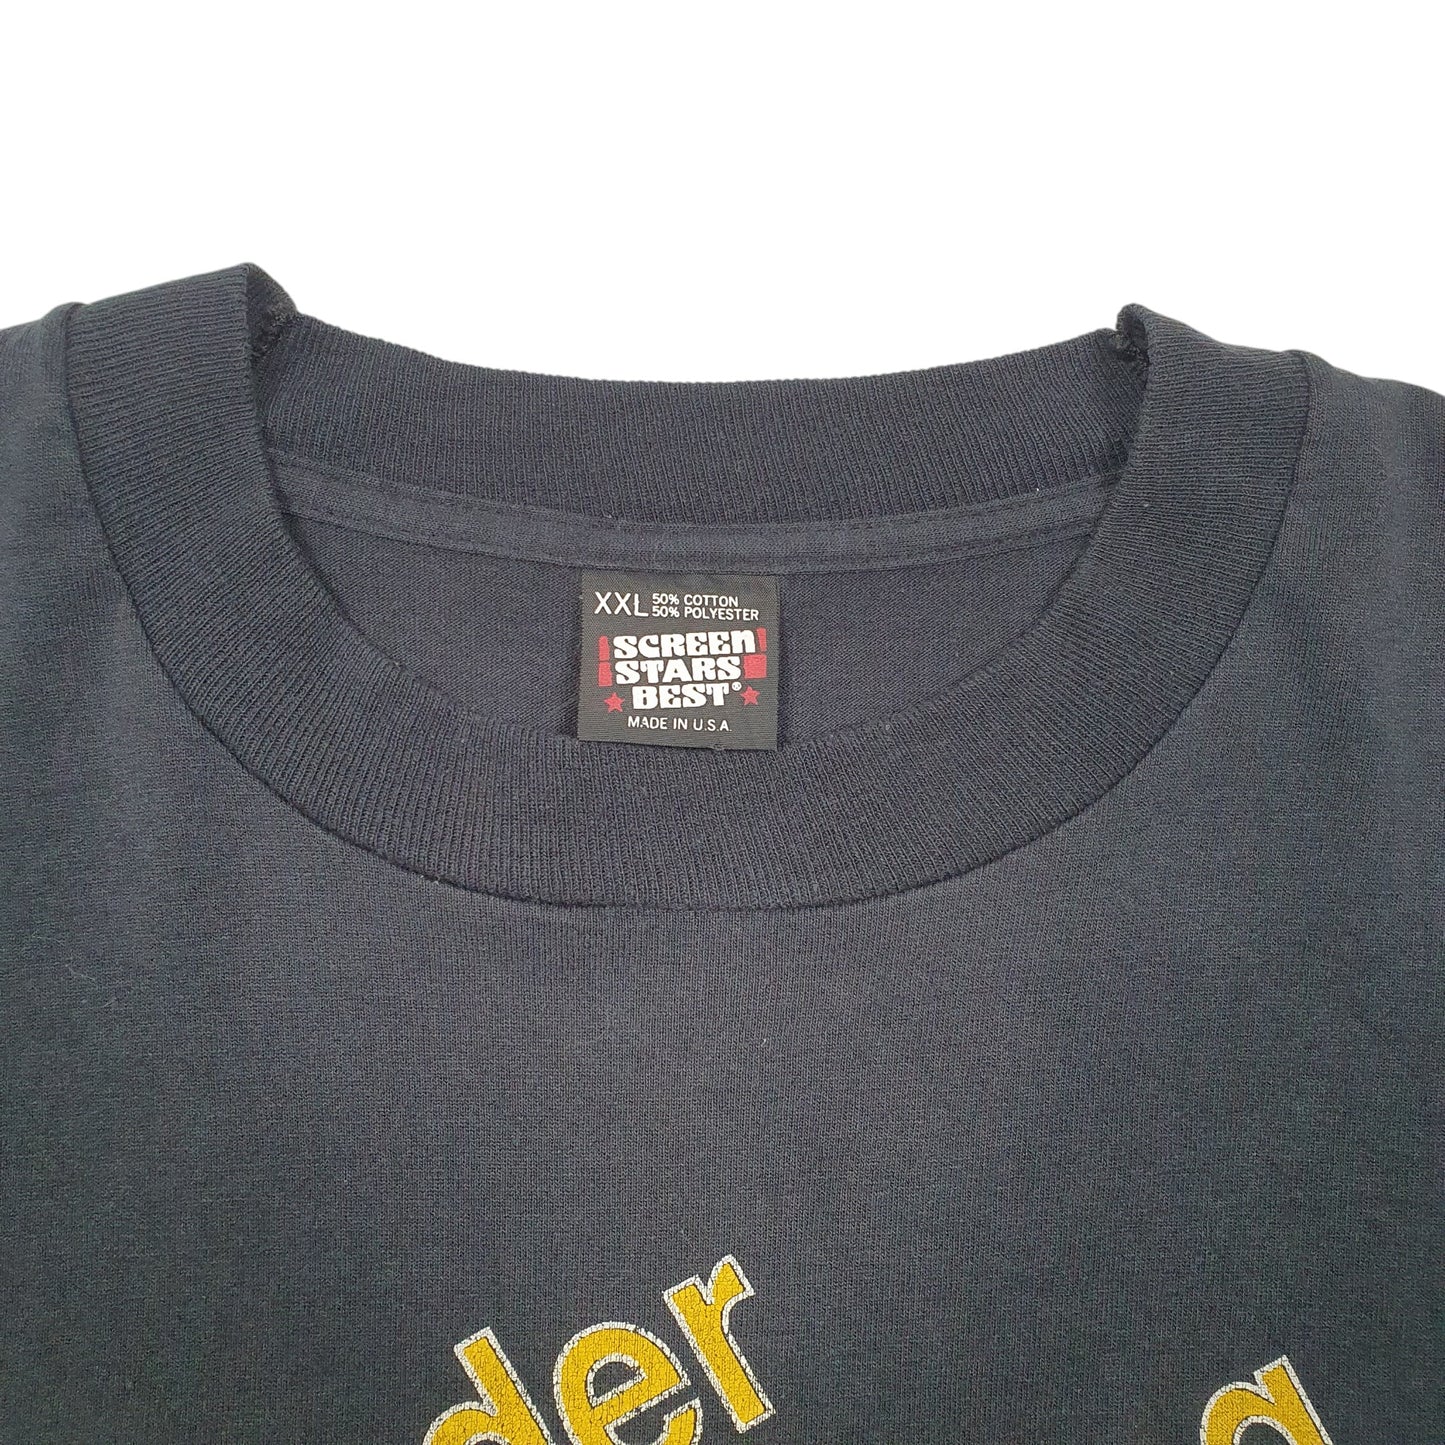 XXL 50% COTTON
50% POLYESTER
SCREEN
STARS
BEST®
MADE IN U.S.A.
der
a